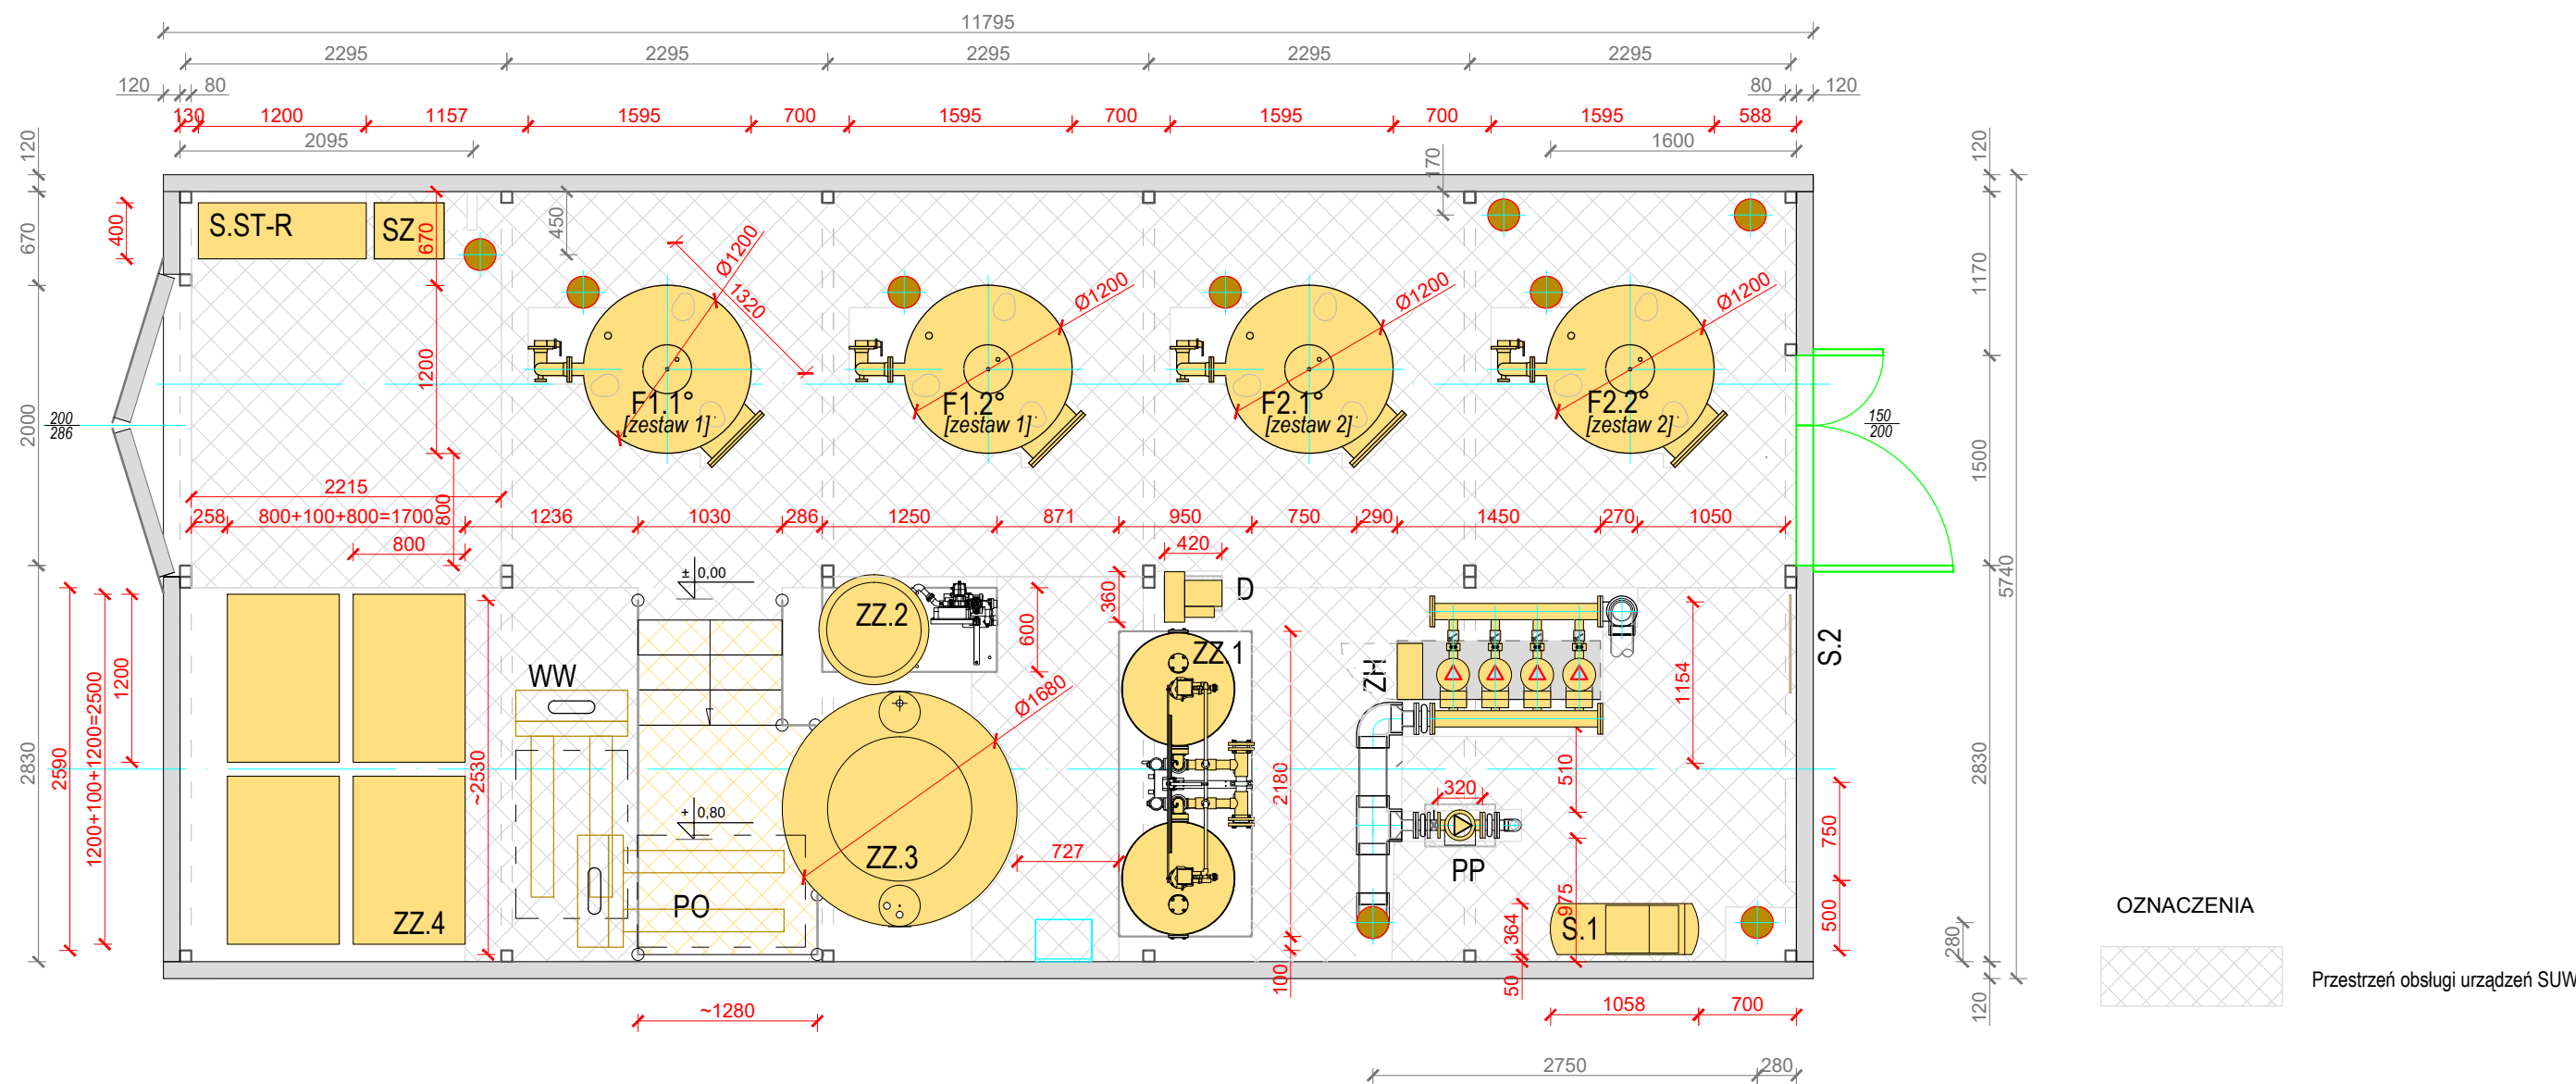 11795
2295 2295 2295 2295 2295
120 80 80 120
130 1200 1157 1595 700 1595 700 1595 700 1595 588
2095 1600
120
670
2000
2830
400
S.ST-R
SZ
670
450
170
120
1170
1500
2830
120
5740
Ø1200
1320
Ø1200
Ø1200
Ø1200
1200
F1.1°
[zestaw 1]
F1.2°
[zestaw 1]
F2.1°
[zestaw 2]
F2.2°
[zestaw 2]
200
286
150
200
2215
800
258 800+100+800=1700 1236 1030 286 1250 871 950 750 290 1450 270 1050
800
420
± 0,00
360
D
ZZ.2
600
ZZ.1
ZH
S.2
1154
WW
1200
1200+100+1200=2500
2590
~2530
Ø1680
2180
510
320
750
+ 0,80
ZZ.3
727
PP
PO
ZZ.4
975
364
S.1
500
280
50
100
~1280
1058 700
2750 280
OZNACZENIA
Przestrzeń obsługi urządzeń SUW